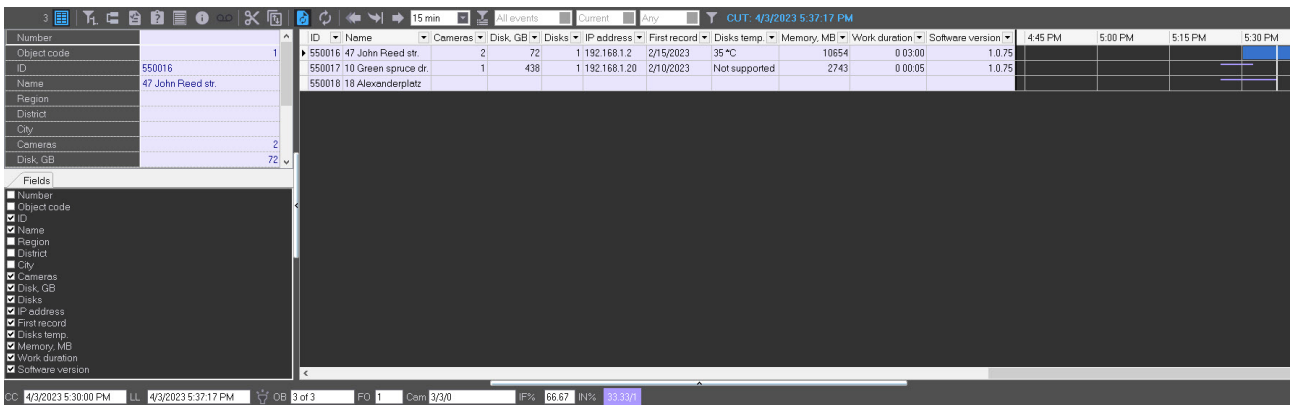 3 15 min All events Current Any CUT: 4/3/2023 5:37:17 PM
Number
Object code 1
ID 550016
Name 47 John Reed str.
Region
District
City
Cameras 2
Disk, GB 72
Fields
Number
Object code
ID
Name
Region
District
City
Cameras
Disk, GB
Disks
IP address
First record
Disks temp.
Memory, MB
Work duration
Software version
ID Name Cameras Disk, GB Disks IP address First record Disks temp. Memory, MB Work duration Software version 4:45 PM 5:00 PM 5:15 PM 5:30 PM
550016 47 John Reed str. 2 72 1 192.168.1.2 2/15/2023 35 °C 10654 0 03:00 1.0.75
550017 10 Green spruce dr. 1 438 1 192.168.1.20 2/10/2023 Not supported 2743 0 00:05 1.0.75
550018 18 Alexanderplatz
CC 4/3/2023 5:30:00 PM LL 4/3/2023 5:37:17 PM OB 3 of 3 FO 1 Cam 3/3/0 IF% 66.67 IN% 33.33/1